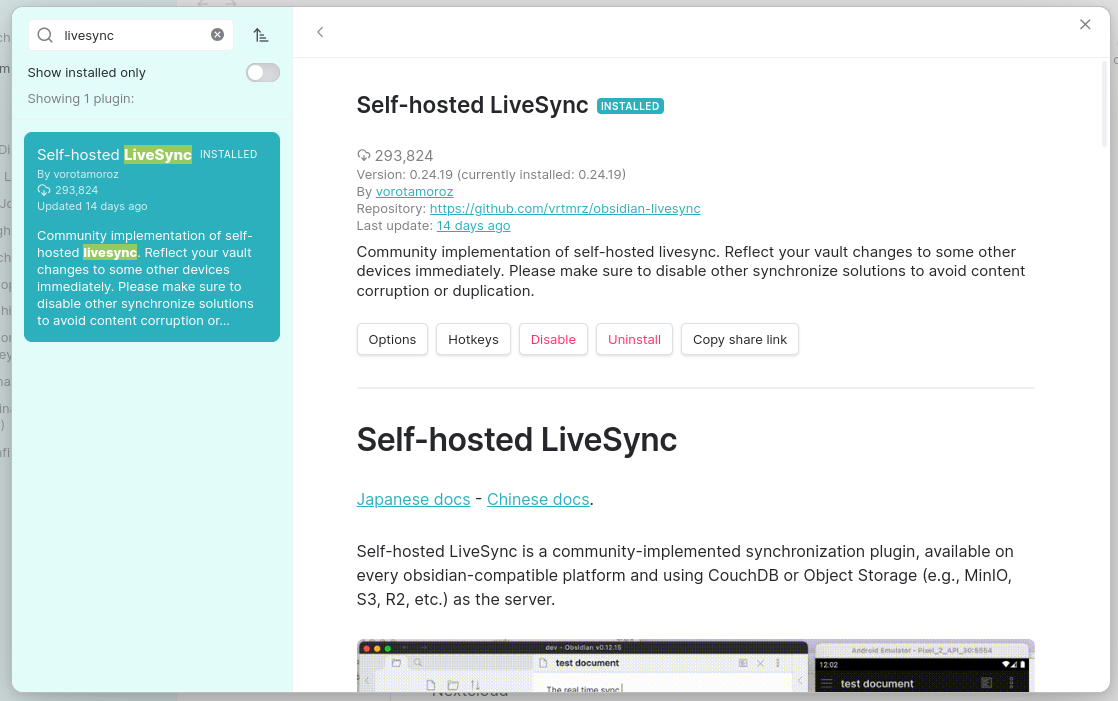 livesync
Show installed only
Showing 1 plugin:
Self-hosted LiveSync INSTALLED
By vorotamoroz
293,824
Updated 14 days ago
Community implementation of self-
hosted livesync. Reflect your vault
changes to some other devices
immediately. Please make sure to
disable other synchronize solutions
to avoid content corruption or...
Self-hosted LiveSync INSTALLED
293,824
Version: 0.24.19 (currently installed: 0.24.19)
By vorotamoroz
Repository: https://github.com/vrtmrz/obsidian-livesync
Last update: 14 days ago
Community implementation of self-hosted livesync. Reflect your vault changes to some other
devices immediately. Please make sure to disable other synchronize solutions to avoid content
corruption or duplication.
Options Hotkeys Disable Uninstall Copy share link
Self-hosted LiveSync
Japanese docs - Chinese docs.
Self-hosted LiveSync is a community-implemented synchronization plugin, available on
every obsidian-compatible platform and using CouchDB or Object Storage (e.g., MinIO,
S3, R2, etc.) as the server.
dev - Obsidian v0.12.15
test document
The real time sync
Android Emulator - Pixel_2_API_30:5554
12:02
test document